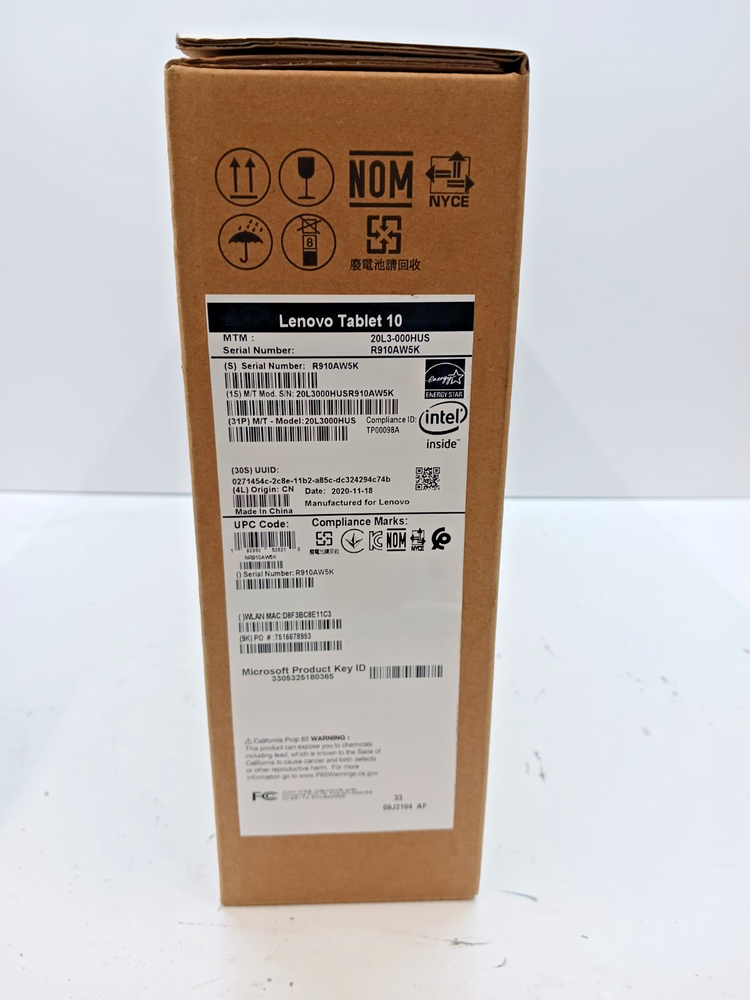 NOM
NYCE
8
廢電池請回收
Lenovo Tablet 10
MTM : 20L3-000HUS
Serial Number: R910AW5K
(S) Serial Number: R910AW5K
(1S) M/T Mod. S/N: 20L3000HUSR910AW5K
(31P) M/T - Model:20L3000HUS
Compliance ID:
TP00098A
energy
ENERGY STAR
intel
inside™
(30S) UUID:
0271454c-2c8e-11b2-a85c-dc324294c74b
(4L) Origin: CN Date: 2020-11-18
Made In China Manufactured for Lenovo
UPC Code: Compliance Marks:
廢電池請回收
NOM
NYCE
NR910AW5K
() Serial Number:R910AW5K
( )WLAN MAC:D8F3BC8E11C3
(9K) PO # :7516678953
Microsoft Product Key ID
3305325180365
⚠ California Prop 65 WARNING :
This product can expose you to chemicals
including lead, which is known to the State of
California to cause cancer and birth defects
or other reproductive harm. For more
information go to www.P65Warnings.ca.gov
FC
33
08J2104 AF